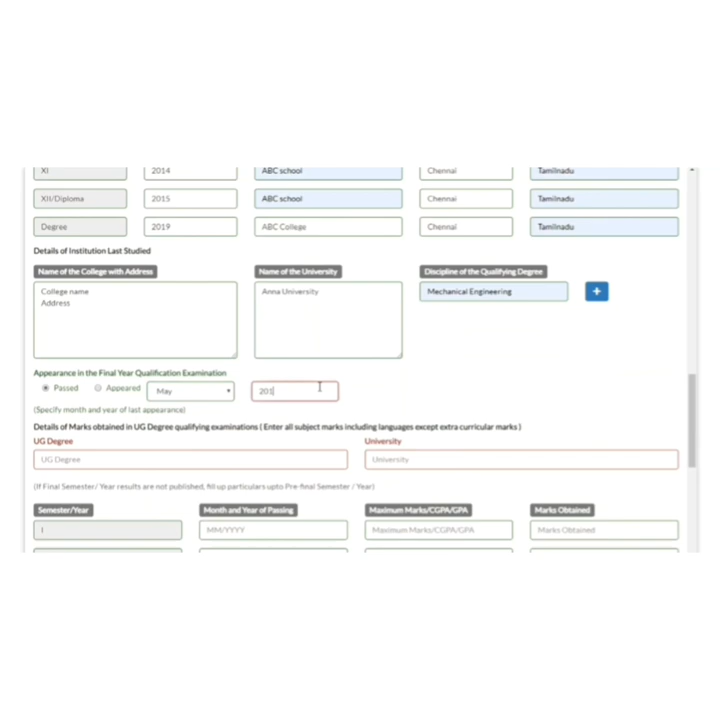 XI 2014 ABC school Chennai Tamilnadu
XII/Diploma 2015 ABC school Chennai Tamilnadu
Degree 2019 ABC College Chennai Tamilnadu
Details of Institution Last Studied
Name of the College with Address Name of the University Discipline of the Qualifying Degree
College name Anna University Mechanical Engineering +
Address
Appearance in the Final Year Qualification Examination
Passed Appeared May 201
(Specify month and year of last appearance)
Details of Marks obtained in UG Degree qualifying examinations ( Enter all subject marks including languages except extra curricular marks )
UG Degree University
UG Degree University
(If Final Semester/ Year results are not published, fill up particulars upto Pre-final Semester / Year)
Semester/Year Month and Year of Passing Maximum Marks/CGPA/GPA Marks Obtained
I MM/YYYY Maximum Marks/CGPA/GPA Marks Obtained